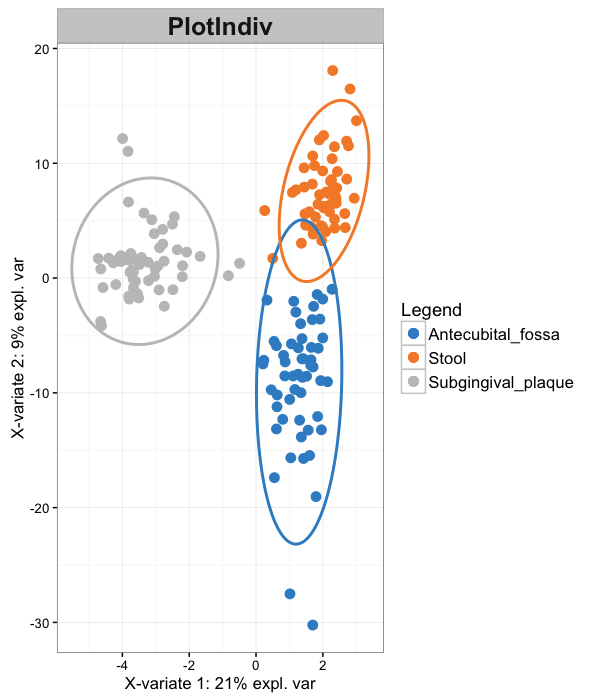 PlotIndiv
20
10
0
-10
-20
-30
X-variate 2: 9% expl. var
-4
-2
0
2
X-variate 1: 21% expl. var
Legend
Antecubital_fossa
Stool
Subgingival_plaque